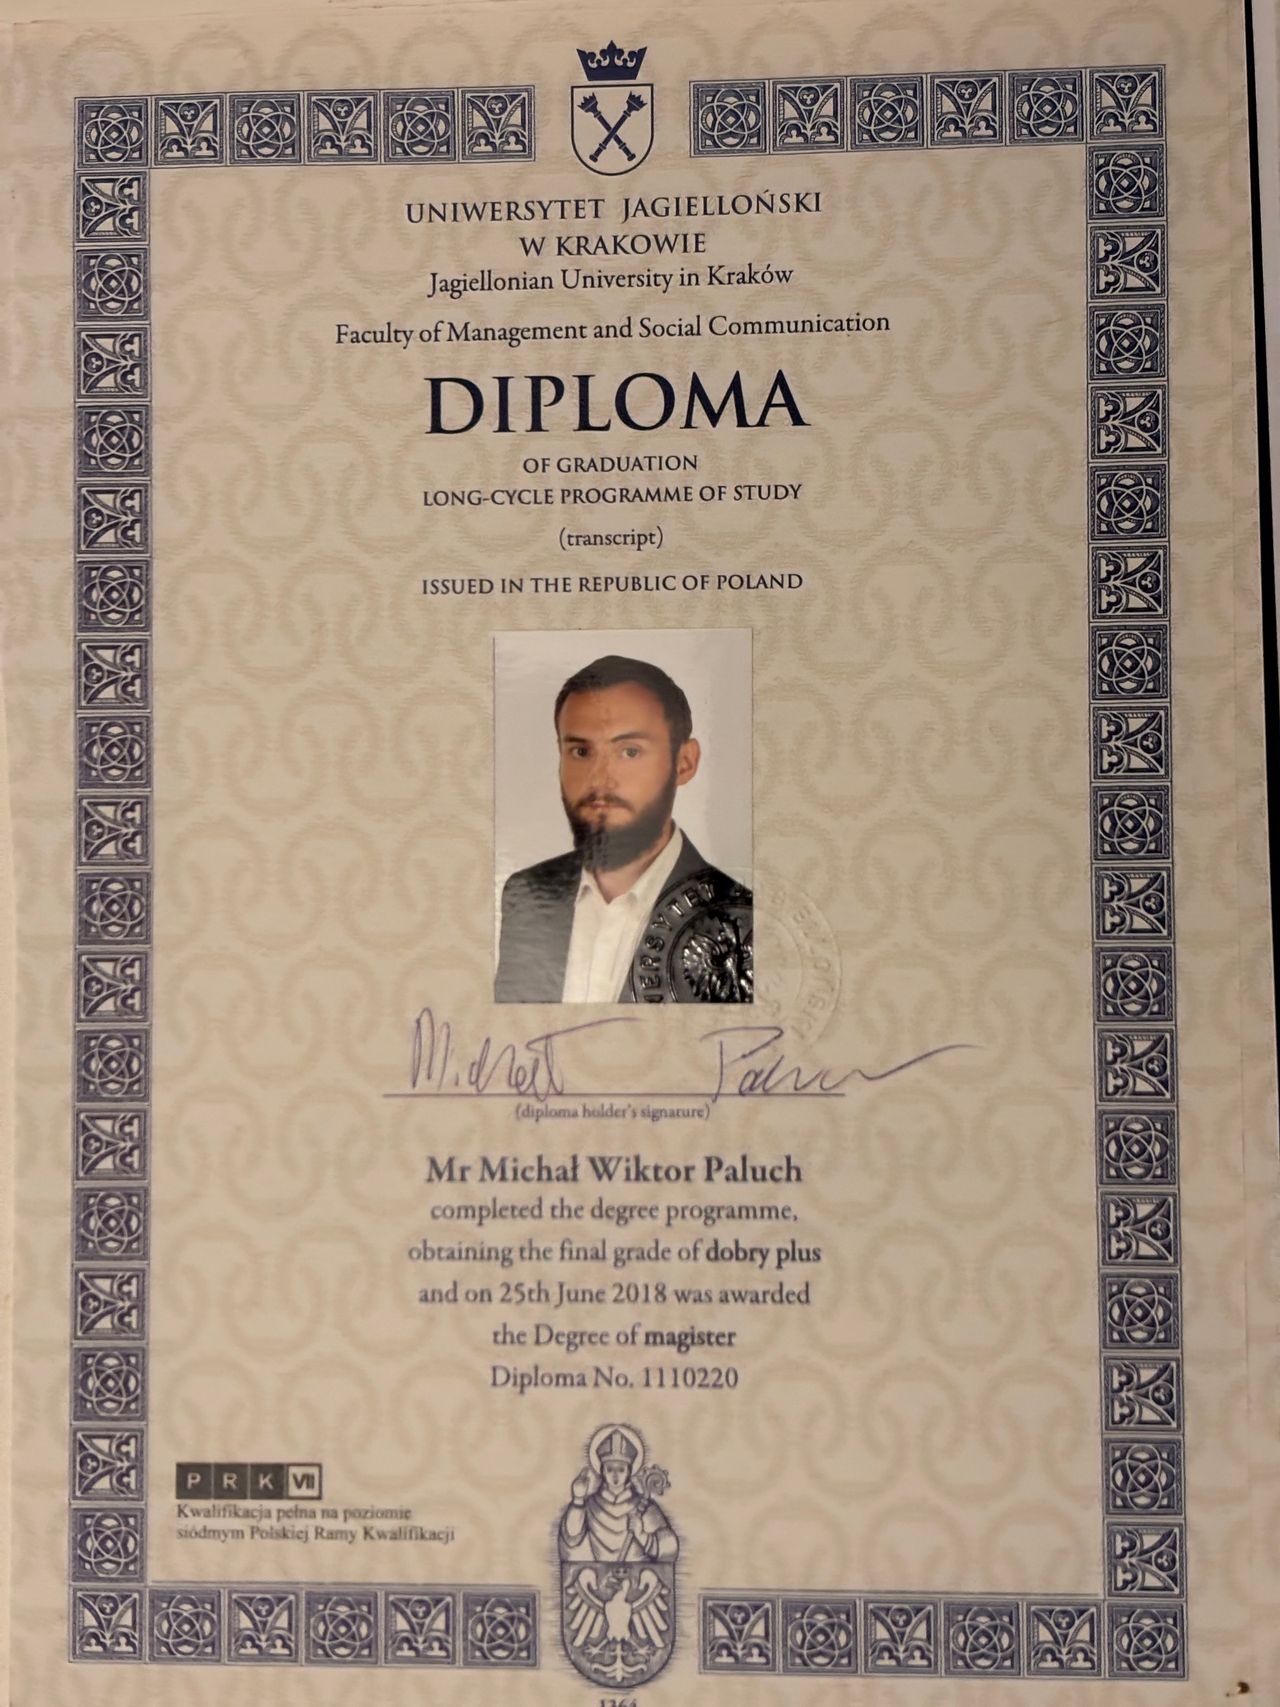 UNIWERSYTET JAGIELLOŃSKI
W KRAKOWIE
Jagiellonian University in Kraków
Faculty of Management and Social Communication
DIPLOMA
OF GRADUATION
LONG-CYCLE PROGRAMME OF STUDY
(transcript)
ISSUED IN THE REPUBLIC OF POLAND
Michał Paluch
(diploma holder's signature)
Mr Michał Wiktor Paluch
completed the degree programme,
obtaining the final grade of dobry plus
and on 25th June 2018 was awarded
the Degree of magister
Diploma No. 1110220
PRK VII
Kwalifikacja pełna na poziomie
siódmym Polskiej Ramy Kwalifikacji
1364